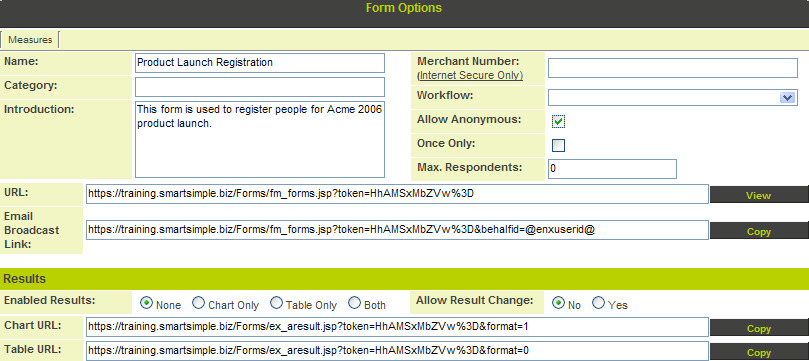 Form Options
Measures
Name: Product Launch Registration
Merchant Number:
(Internet Secure Only)
Category:
Workflow:
Introduction: This form is used to register people for Acme 2006
product launch.
Allow Anonymous:
Once Only:
Max. Respondents: 0
URL: https://training.smartsimple.biz/Forms/fm_forms.jsp?token=HhAMSxMbZVw%3D View
Email
Broadcast
Link: https://training.smartsimple.biz/Forms/fm_forms.jsp?token=HhAMSxMbZVw%3D&behalfid=@enxuserid@ Copy
Results
Enabled Results: None Chart Only Table Only Both Allow Result Change: No Yes
Chart URL: https://training.smartsimple.biz/Forms/ex_aresult.jsp?token=HhAMSxMbZVw%3D&format=1 Copy
Table URL: https://training.smartsimple.biz/Forms/ex_aresult.jsp?token=HhAMSxMbZVw%3D&format=0 Copy